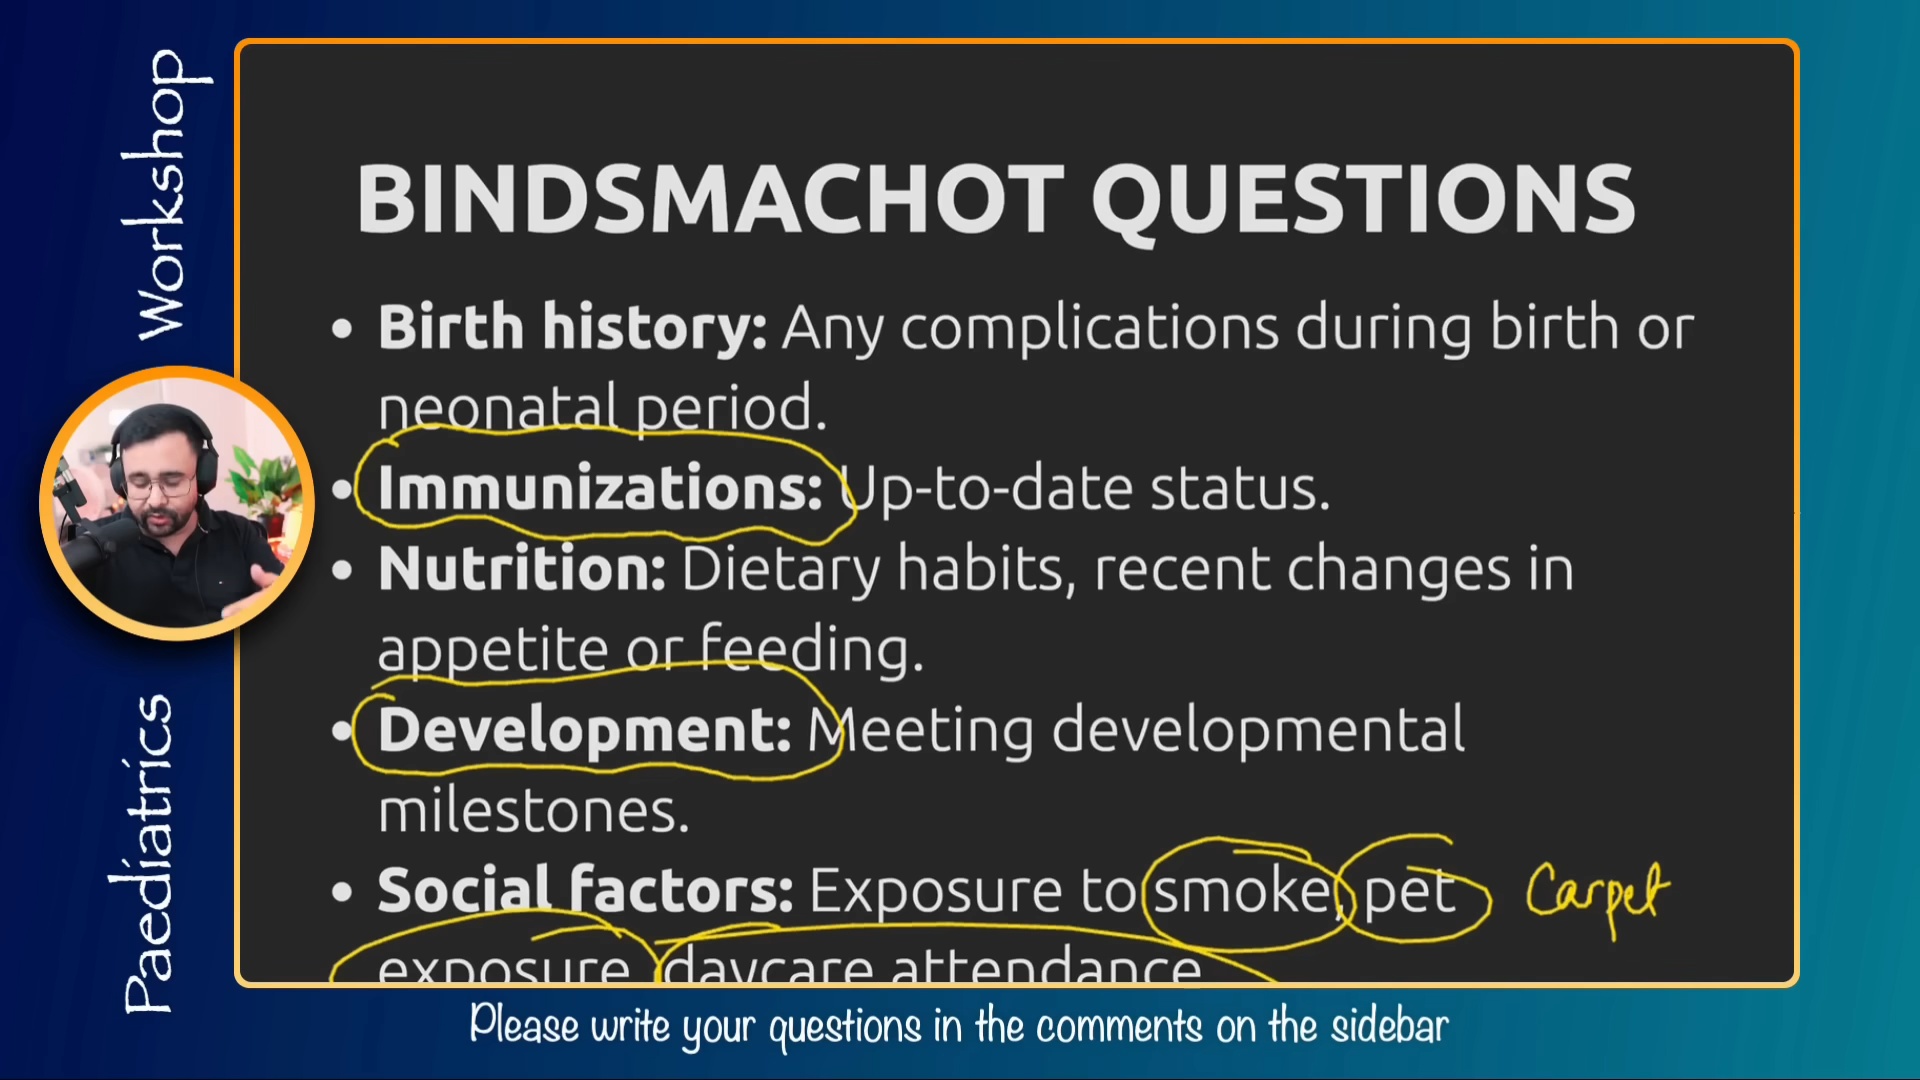 Paediatrics Workshop
BINDSMACHOT QUESTIONS
• Birth history: Any complications during birth or
neonatal period.
• Immunizations: Up-to-date status.
• Nutrition: Dietary habits, recent changes in
appetite or feeding.
• Development: Meeting developmental
milestones.
• Social factors: Exposure to smoke, pet Carpet
exposure, daycare attendance
Please write your questions in the comments on the sidebar